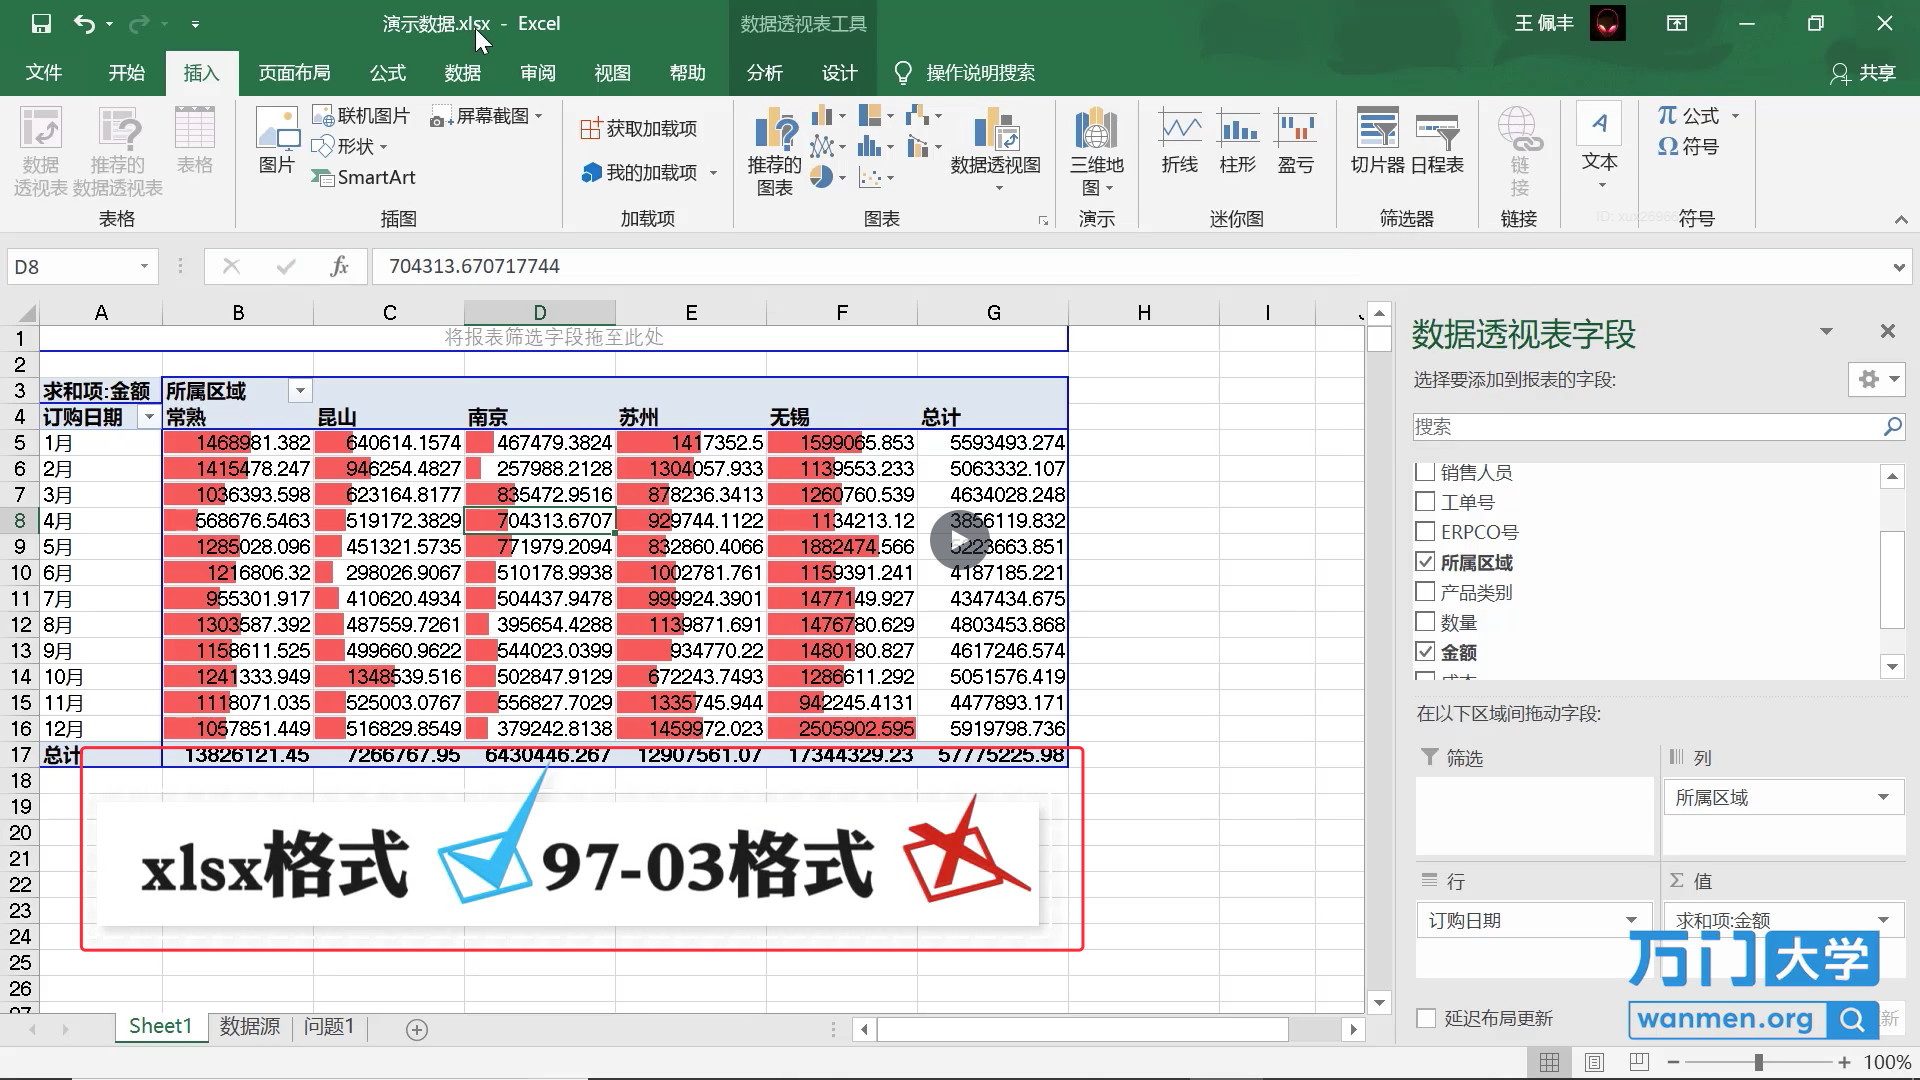 演示数据.xlsx - Excel
数据透视表工具
王 佩丰
文件 开始 插入 页面布局 公式 数据 审阅 视图 帮助 分析 设计 操作说明搜索 共享
数据透视表
推荐的数据透视表
表格
表格
图片
联机图片
形状
SmartArt
屏幕截图
插图
获取加载项
我的加载项
加载项
推荐的图表
数据透视图
图表
三维地图
演示
折线 柱形 盈亏
迷你图
切片器 日程表
筛选器
链接
链接
A
文本
π 公式
Ω 符号
符号
D8
fx
704313.670717744
A B C D E F G H I
1 将报表筛选字段拖至此处
2
3 求和项:金额 所属区域
4 订购日期 常熟 昆山 南京 苏州 无锡 总计
5 1月 1468981.382 640614.1574 467479.3824 1417352.5 1599065.853 5593493.274
6 2月 1415478.247 946254.4827 257988.2128 1304057.933 1139553.233 5063332.107
7 3月 1036393.598 623164.8177 835472.9516 878236.3413 1260760.539 4634028.248
8 4月 568676.5463 519172.3829 704313.6707 929744.1122 1134213.12 3856119.832
9 5月 1285028.096 451321.5735 771979.2094 832860.4066 1882474.566 5223663.851
10 6月 1216806.32 298026.9067 510178.9938 1002781.761 1159391.241 4187185.221
11 7月 955301.917 410620.4934 504437.9478 999924.3901 1477149.927 4347434.675
12 8月 1303587.392 487559.7261 395654.4288 1139871.691 1476780.629 4803453.868
13 9月 1158611.525 499660.9622 544023.0399 934770.22 1480180.827 4617246.574
14 10月 1241333.949 1348539.516 502847.9129 672243.7493 1286611.292 5051576.419
15 11月 1118071.035 525003.0767 556827.7029 1335745.944 942245.4131 4477893.171
16 12月 1057851.449 516829.8549 379242.8138 1459972.023 2505902.595 5919798.736
17 总计 13826121.45 7266767.95 6430446.267 12907561.07 17344329.23 57775225.98
18
19
20
21
22
23
24
25
26
xlsx格式 97-03格式
Sheet1 数据源 问题1
数据透视表字段
选择要添加到报表的字段:
搜索
销售人员
工单号
ERPCO号
所属区域
产品类别
数量
金额
在以下区域间拖动字段:
筛选
列
所属区域
行
Σ 值
订购日期
求和项:金额
万门大学
延迟布局更新
wanmen.org
新
100%